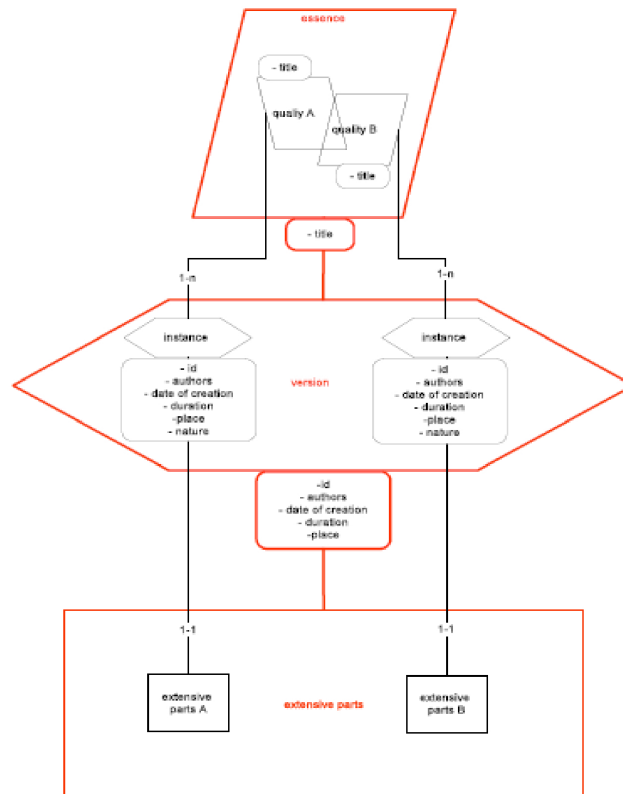 essence
- title
qualiy A
quality B
- title
- title
1-n
1-n
instance
instance
- id
- authors
- date of creation
- duration
-place
- nature
version
- id
- authors
- date of creation
- duration
-place
- nature
-id
- authors
- date of creation
- duration
-place
1-1
1-1
extensive
parts A
extensive parts
extensive
parts B